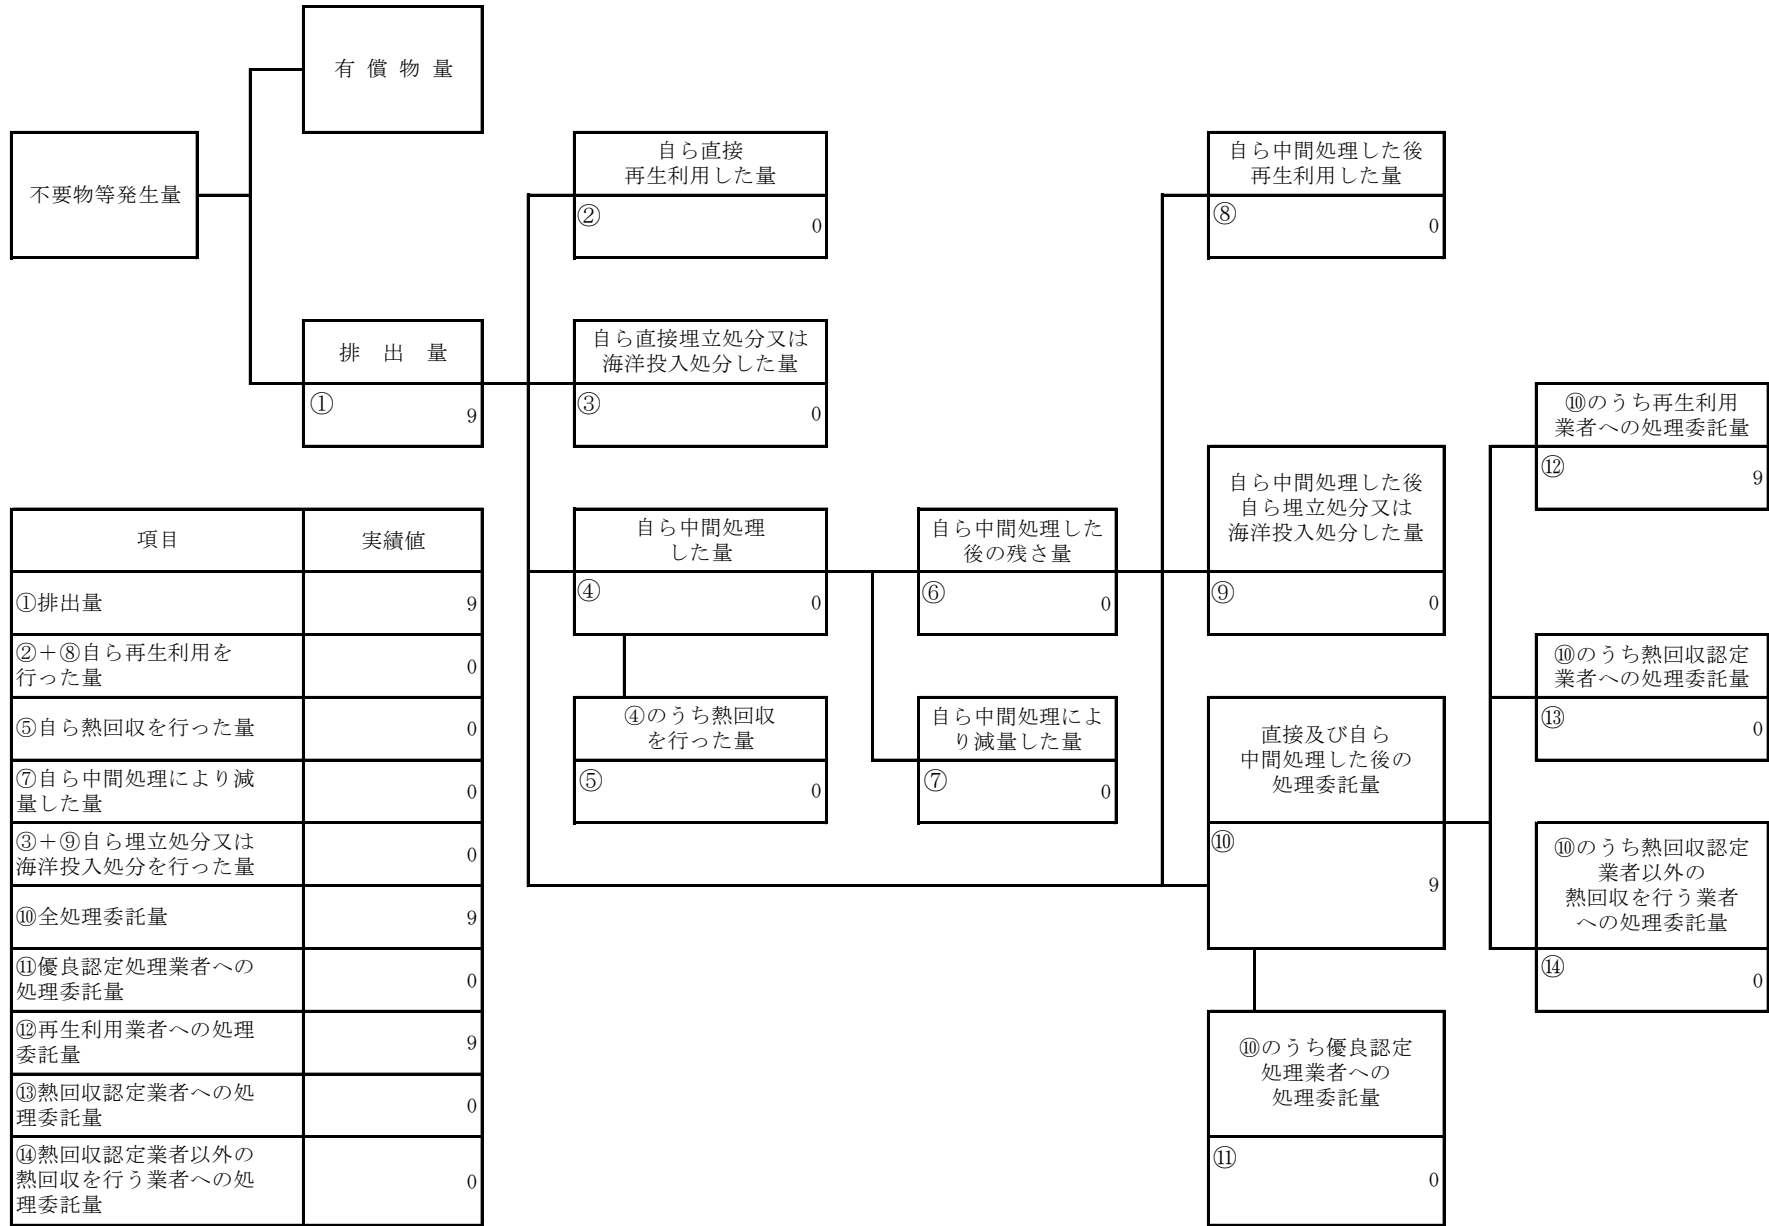 有償物量
不要物等発生量
排出量
①
9
自ら直接
再生利用した量
②
0
自ら直接埋立処分又は
海洋投入処分した量
③
0
自ら中間処理
した量
④
0
④のうち熱回収
を行った量
⑤
0
自ら中間処理した
後の残さ量
⑥
0
自ら中間処理によ
り減量した量
⑦
0
自ら中間処理した後
再生利用した量
⑧
0
自ら中間処理した後
自ら埋立処分又は
海洋投入処分した量
⑨
0
直接及び自ら
中間処理した後の
処理委託量
⑩
9
⑩のうち優良認定
処理業者への
処理委託量
⑪
0
⑩のうち再生利用
業者への処理委託量
⑫
9
⑩のうち熱回収認定
業者への処理委託量
⑬
0
⑩のうち熱回収認定
業者以外の
熱回収を行う業者
への処理委託量
⑭
0
項目 実績値
①排出量 9
②+⑧自ら再生利用を
行った量 0
⑤自ら熱回収を行った量 0
⑦自ら中間処理により減
量した量 0
③+⑨自ら埋立処分又は
海洋投入処分を行った量 0
⑩全処理委託量 9
⑪優良認定処理業者への
処理委託量 0
⑫再生利用業者への処理
委託量 9
⑬熱回収認定業者への処
理委託量 0
⑭熱回収認定業者以外の
熱回収を行う業者への処
理委託量 0